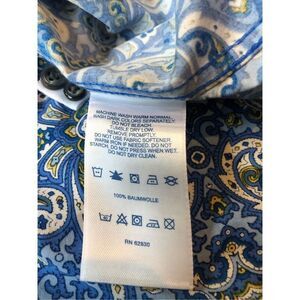 MACHINE WASH WARM NORMAL.
WASH DARK COLORS SEPARATELY.
DO NOT BLEACH.
TUMBLE DRY LOW.
REMOVE PROMPTLY.
DO NOT USE FABRIC SOFTENER.
WARM IRON IF NEEDED. DO NOT
STARCH. DO NOT PRESS WHEN WET.
DO NOT DRY CLEAN.
100% BAUMWOLLE
RN 62830